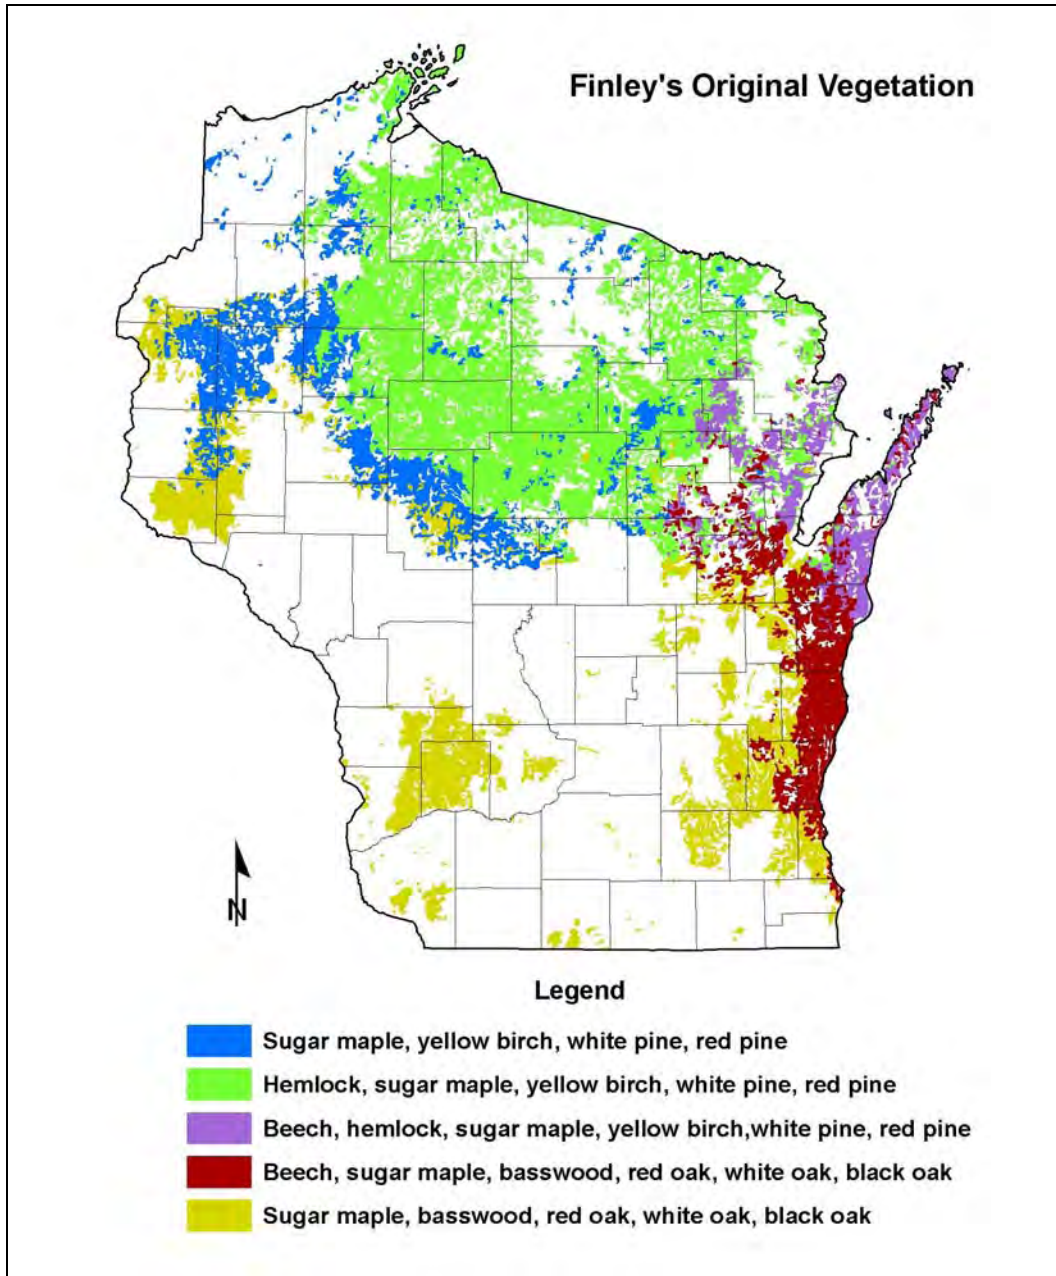 Finley's Original Vegetation
N
Legend
Sugar maple, yellow birch, white pine, red pine
Hemlock, sugar maple, yellow birch, white pine, red pine
Beech, hemlock, sugar maple, yellow birch,white pine, red pine
Beech, sugar maple, basswood, red oak, white oak, black oak
Sugar maple, basswood, red oak, white oak, black oak